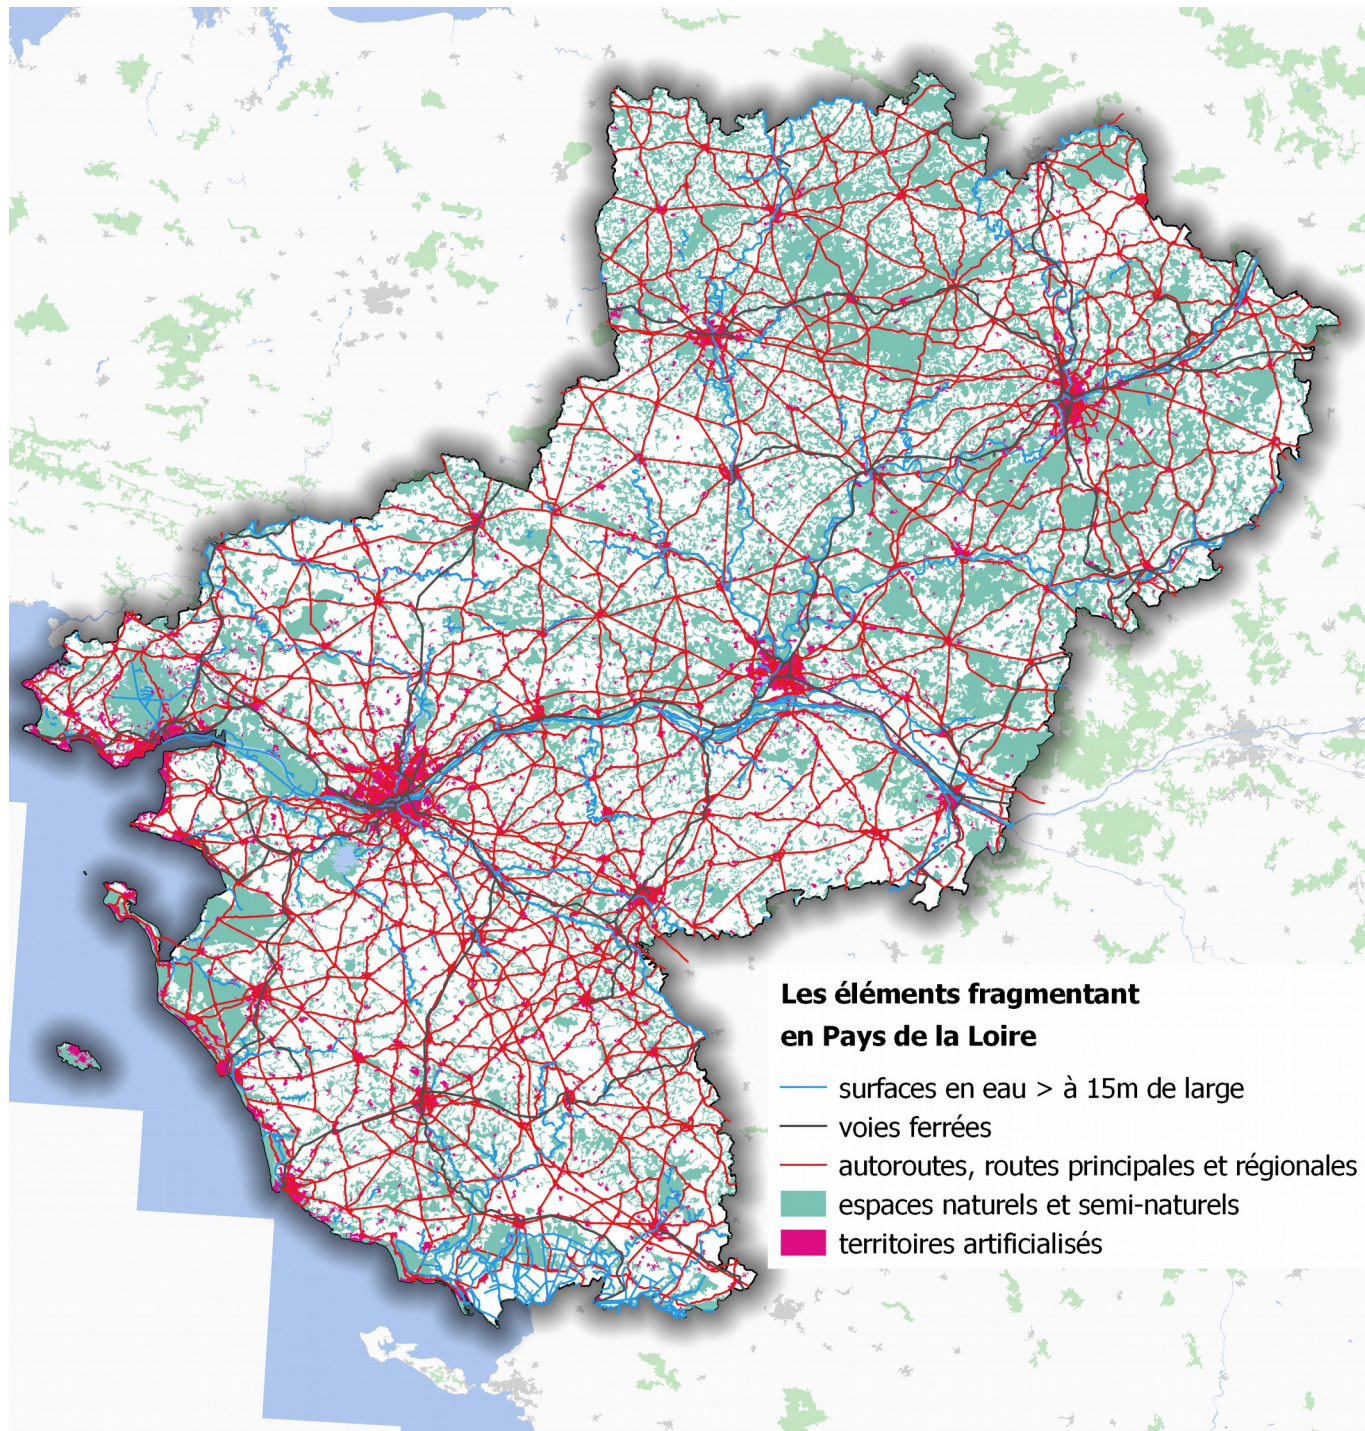 Les éléments fragmentant
en Pays de la Loire
surfaces en eau > à 15m de large
voies ferrées
autoroutes, routes principales et régionales
espaces naturels et semi-naturels
territoires artificialisés